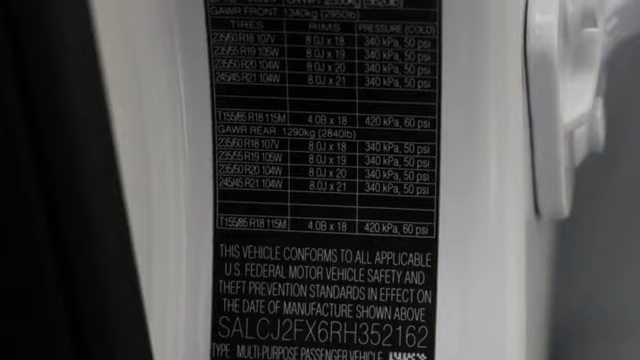 GAWR FRONT 1340kg (2950lb)
TIRES RIMS PRESSURE (COLD)
235/60 R18 107V 8.0J x 18 340 kPa, 50 psi
235/55 R19 105W 8.0J x 19 340 kPa, 50 psi
235/50 R20 104W 8.0J x 20 340 kPa, 50 psi
245/45 R21 104W 8.0J x 21 340 kPa, 50 psi
T155/85 R18 115M 4.0B x 18 420 kPa, 60 psi
GAWR REAR 1290kg (2840lb)
235/60 R18 107V 8.0J x 18 340 kPa, 50 psi
235/55 R19 105W 8.0J x 19 340 kPa, 50 psi
235/50 R20 104W 8.0J x 20 340 kPa, 50 psi
245/45 R21 104W 8.0J x 21 340 kPa, 50 psi
T155/85 R18 115M 4.0B x 18 420 kPa, 60 psi
THIS VEHICLE CONFORMS TO ALL APPLICABLE
U.S. FEDERAL MOTOR VEHICLE SAFETY AND
THEFT PREVENTION STANDARDS IN EFFECT ON
THE DATE OF MANUFACTURE SHOWN ABOVE
SALCJ2FX6RH352162
TYPE MULTI-PURPOSE PASSENGER VEHICLE